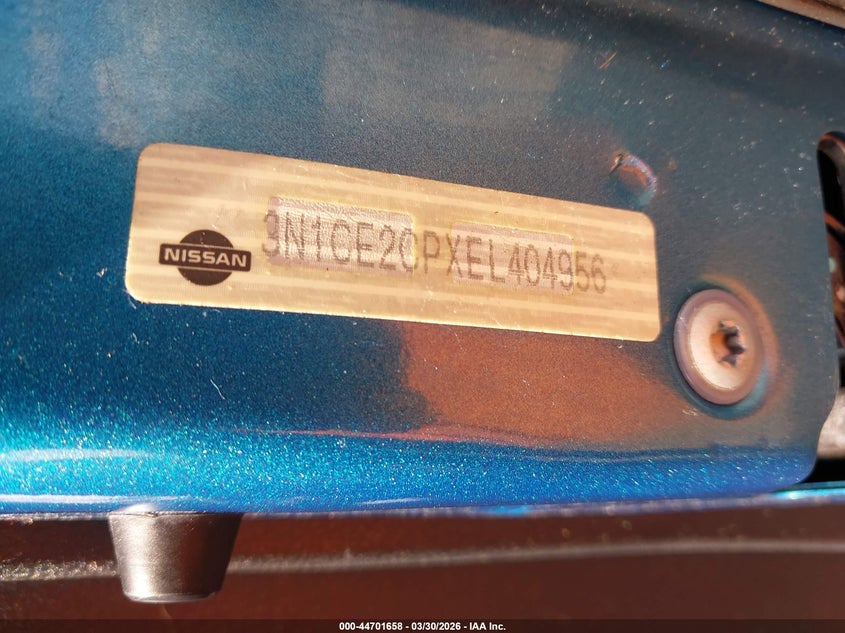 NISSAN
3N1CE2CPXEL404956
000-44701658 - 03/30/2026 - IAA Inc.